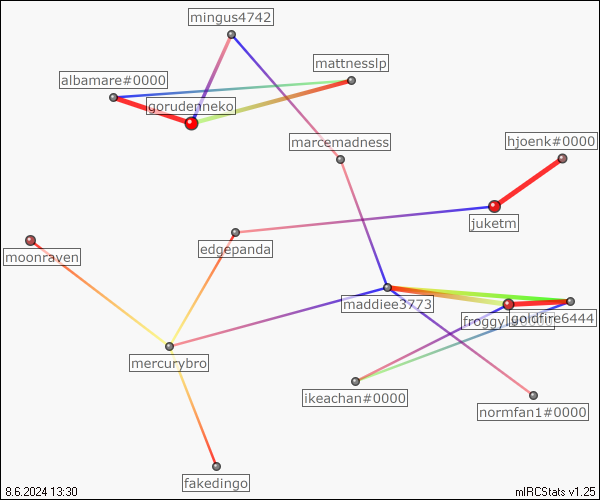 mingus4742
mattnesslp
albamare#0000
gorudenneko
marcemadness
hjoenk#0000
juketm
edgepanda
moonraven
maddiee3773
goldfire6444
mercurybro
ikeachan#0000
normfan1#0000
fakedingo
8.6.2024 13:30
mIRCStats v1.25